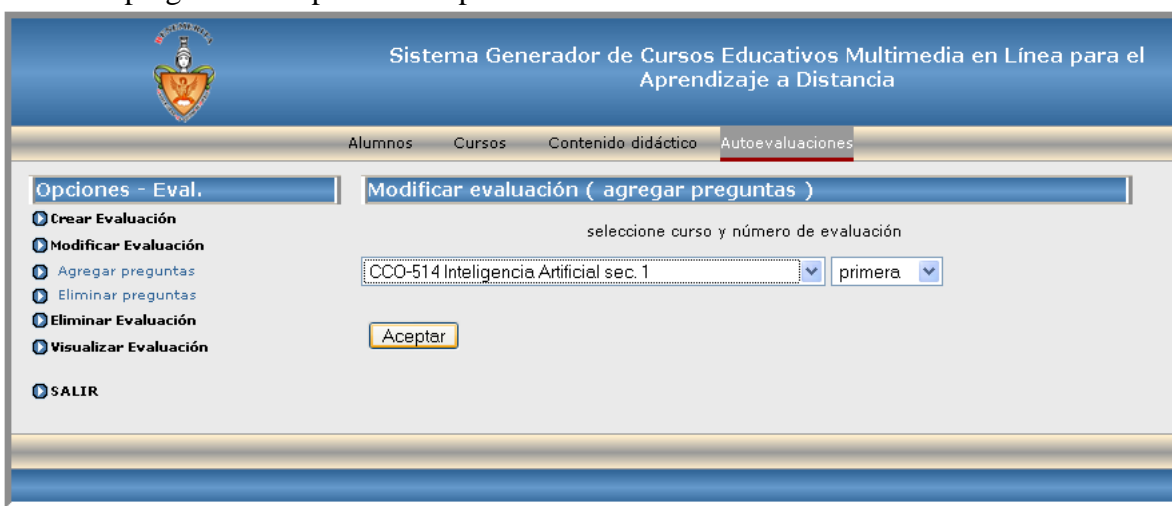 Sistema Generador de Cursos Educativos Multimedia en Línea para el
Aprendizaje a Distancia
Alumnos Cursos Contenido didáctico Autoevaluaciones
Opciones - Eval.
Crear Evaluación
Modificar Evaluación
Agregar preguntas
Eliminar preguntas
Eliminar Evaluación
Visualizar Evaluación
SALIR
Modificar evaluación ( agregar preguntas )
seleccione curso y número de evaluación
CCO-514 Inteligencia Artificial sec. 1 primera
Aceptar